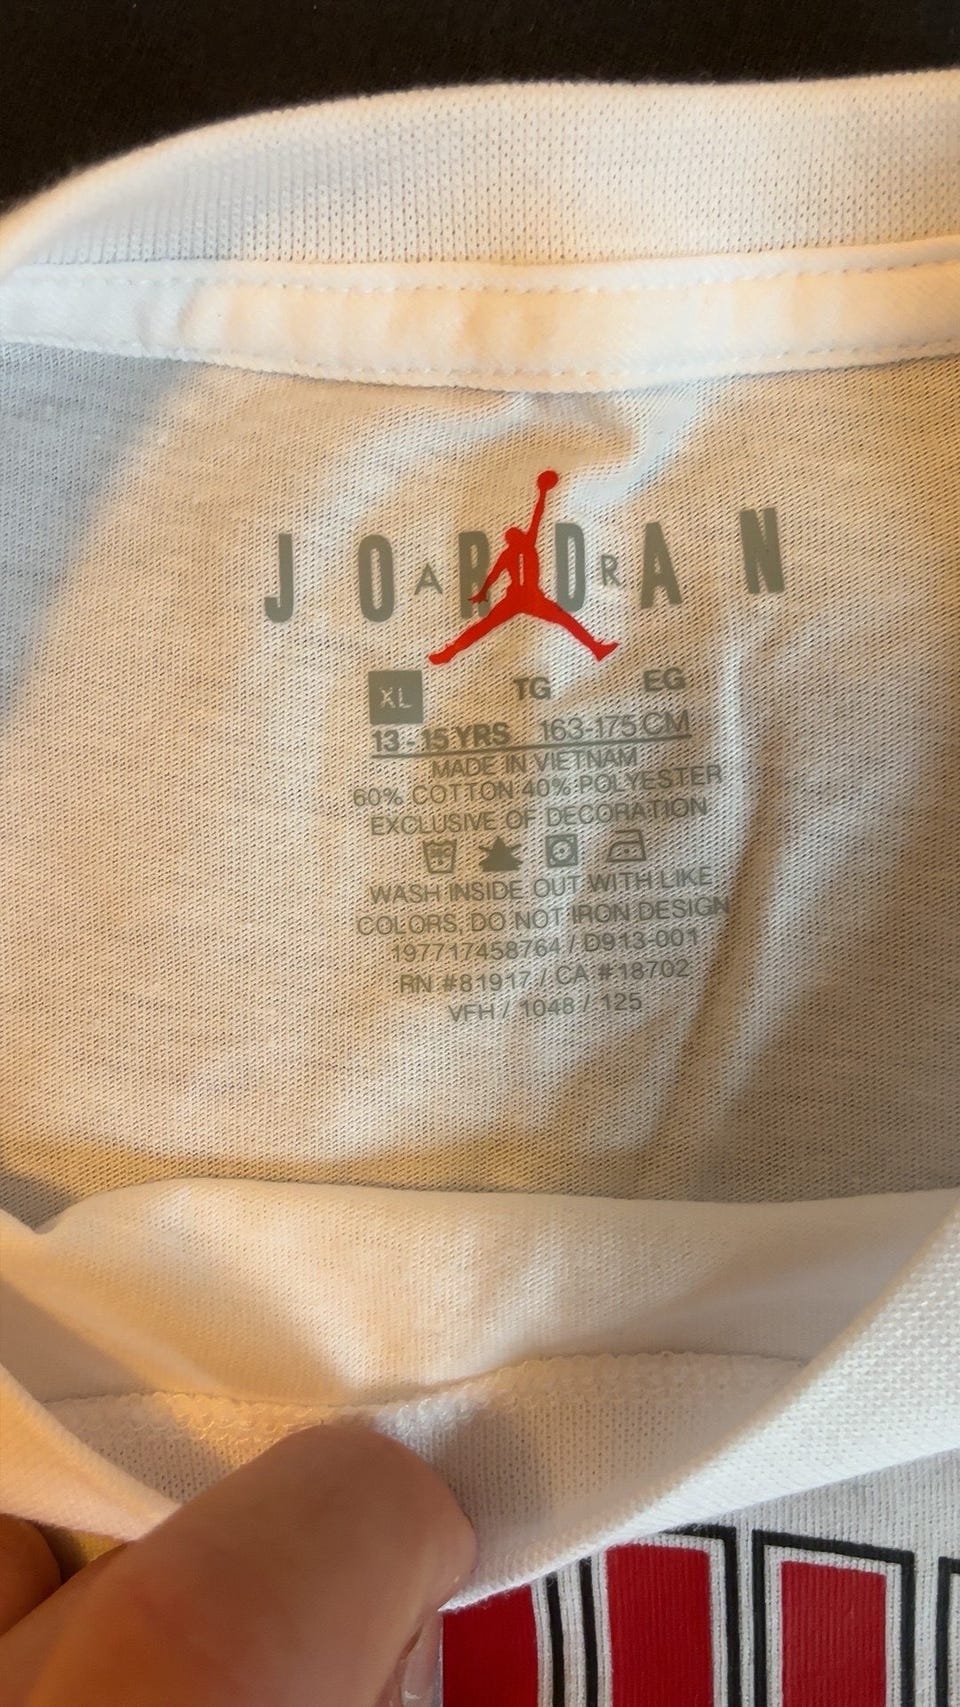 JORDAN
AIR
XL TG EG
13-15 YRS 163-175 CM
MADE IN VIETNAM
60% COTTON 40% POLYESTER
EXCLUSIVE OF DECORATION
WASH INSIDE OUT WITH LIKE
COLORS, DO NOT IRON DESIGN
197717458764 / D913-001
RN #81917 / CA #18702
VFH / 1048 / 125